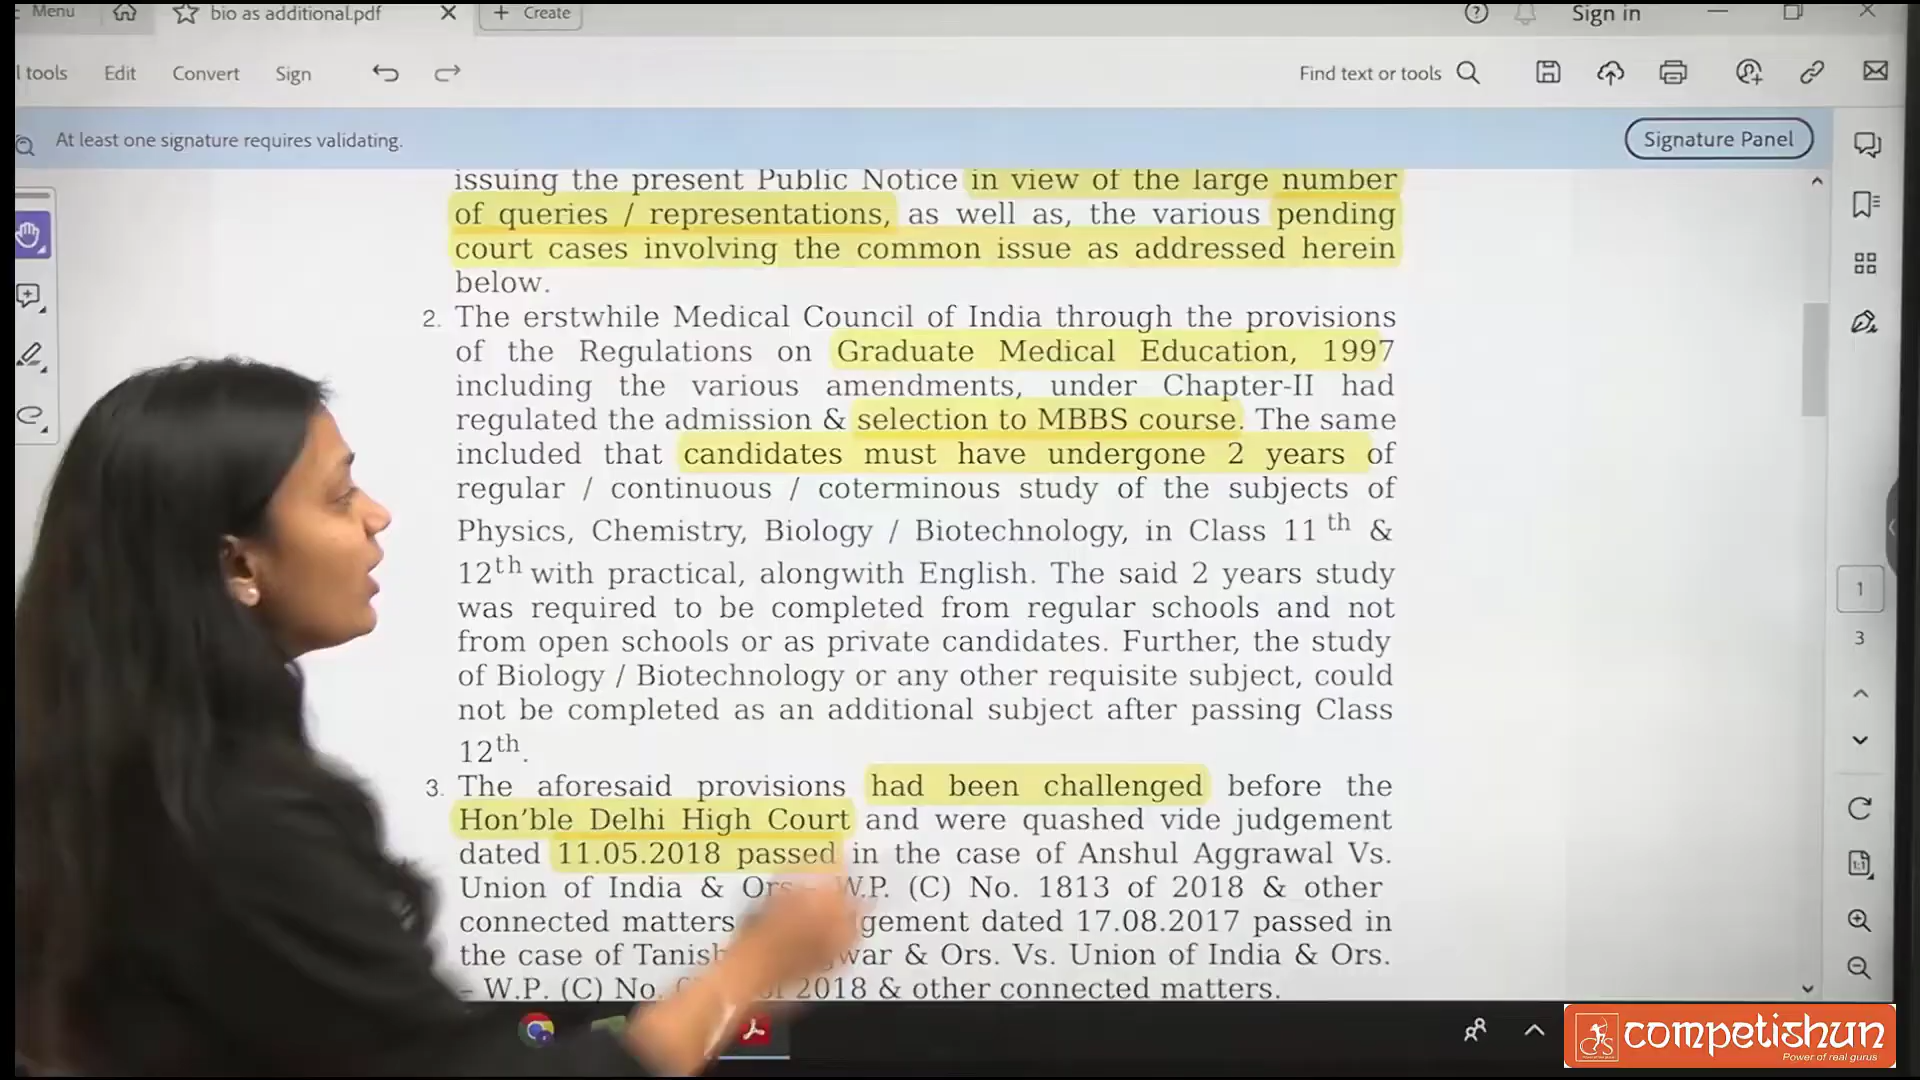 Menu
bio as additional.pdf
+ Create
Sign in
l tools
Edit
Convert
Sign
Find text or tools
At least one signature requires validating.
Signature Panel
issuing the present Public Notice in view of the large number
of queries / representations, as well as, the various pending
court cases involving the common issue as addressed herein
below.
2. The erstwhile Medical Council of India through the provisions
of the Regulations on Graduate Medical Education, 1997
including the various amendments, under Chapter-II had
regulated the admission & selection to MBBS course. The same
included that candidates must have undergone 2 years of
regular / continuous / coterminous study of the subjects of
Physics, Chemistry, Biology / Biotechnology, in Class 11 th &
12th with practical, alongwith English. The said 2 years study
was required to be completed from regular schools and not
from open schools or as private candidates. Further, the study
of Biology / Biotechnology or any other requisite subject, could
not be completed as an additional subject after passing Class
12th.
3. The aforesaid provisions had been challenged before the
Hon'ble Delhi High Court and were quashed vide judgement
dated 11.05.2018 passed in the case of Anshul Aggrawal Vs.
Union of India & Ors W.P. (C) No. 1813 of 2018 & other
connected matters dated 17.08.2017 passed in
the case of & Ors. Vs. Union of India & Ors.
– W.P. (C) No. 2018 & other connected matters.
1
3
1:1
competishun
Power of real gurus